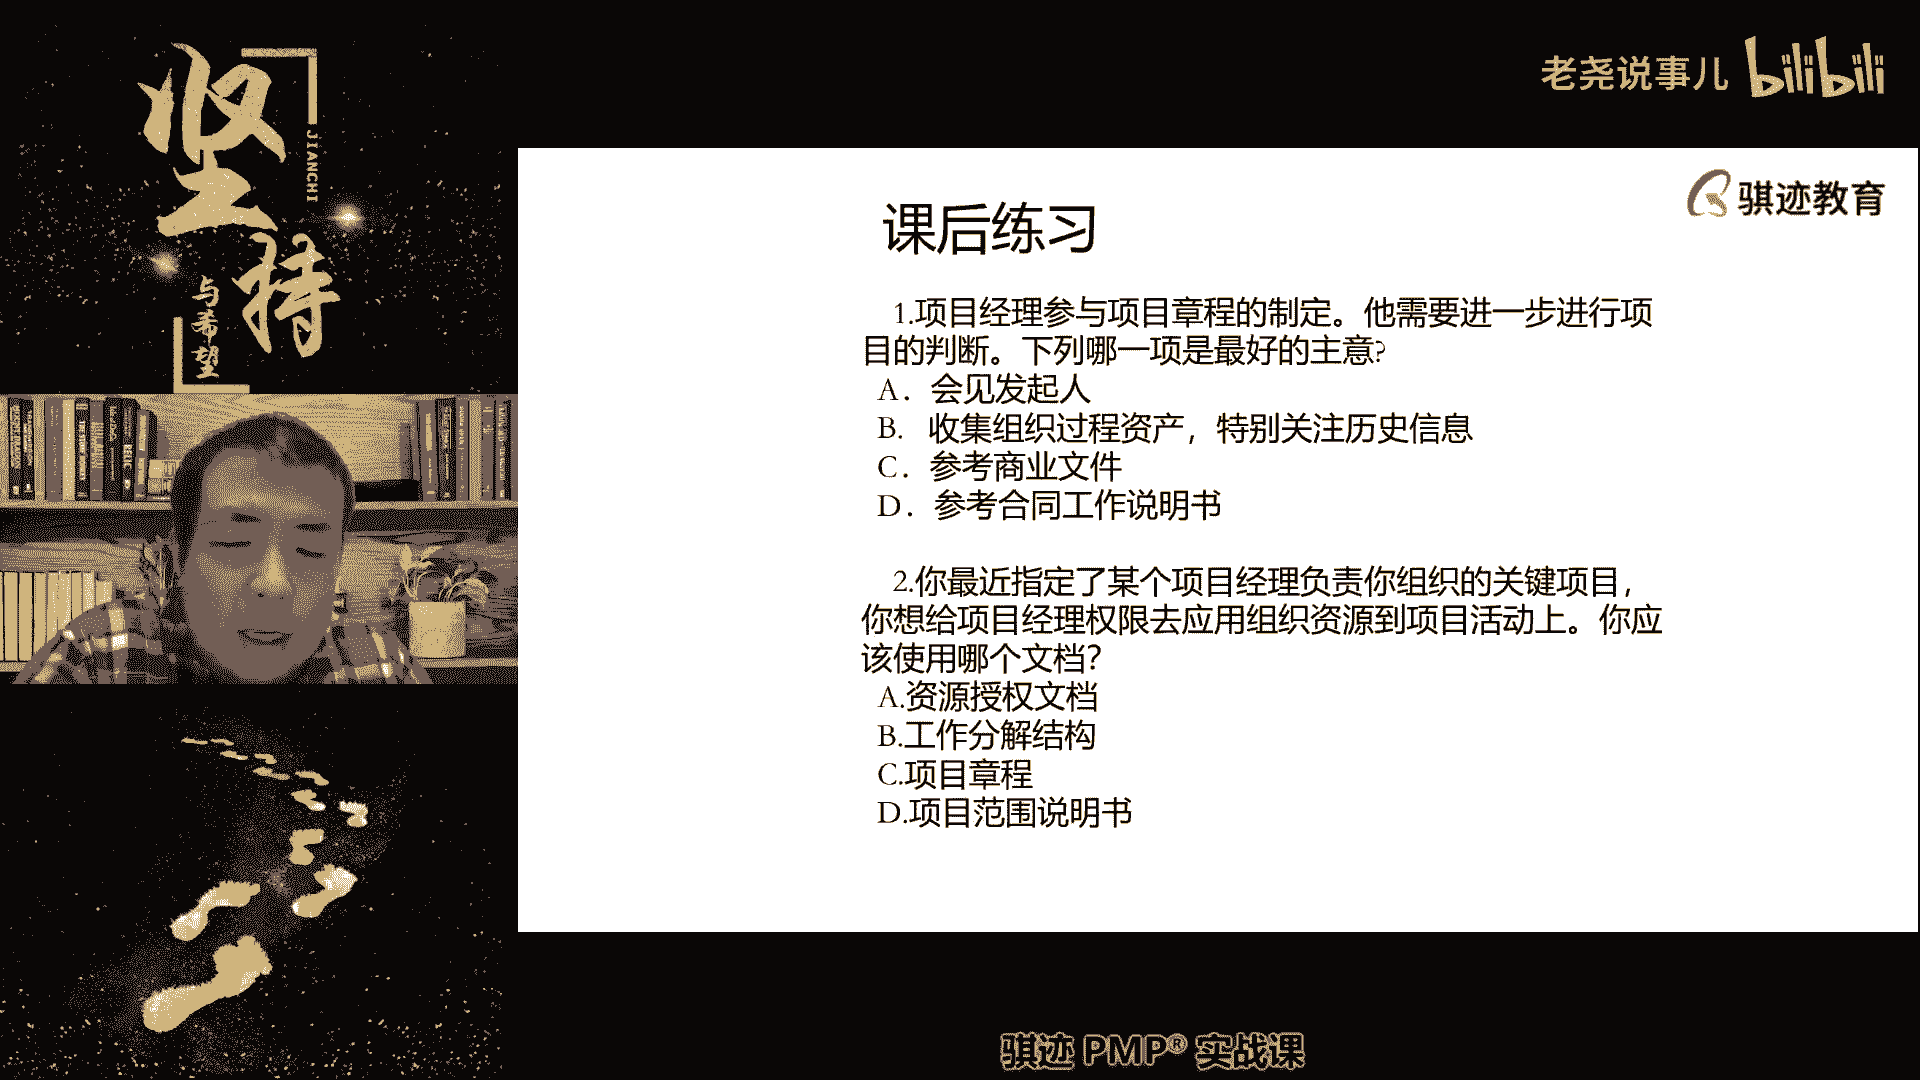 坚持
JIANCHI
与希望
老尧说事儿 bilibili
骐迹教育
课后练习
1.项目经理参与项目章程的制定。他需要进一步进行项
目的判断。下列哪一项是最好的主意?
A．会见发起人
B. 收集组织过程资产，特别关注历史信息
C．参考商业文件
D．参考合同工作说明书
2.你最近指定了某个项目经理负责你组织的关键项目，
你想给项目经理权限去应用组织资源到项目活动上。你应
该使用哪个文档？
A.资源授权文档
B.工作分解结构
C.项目章程
D.项目范围说明书
骐迹 PMP® 实战课